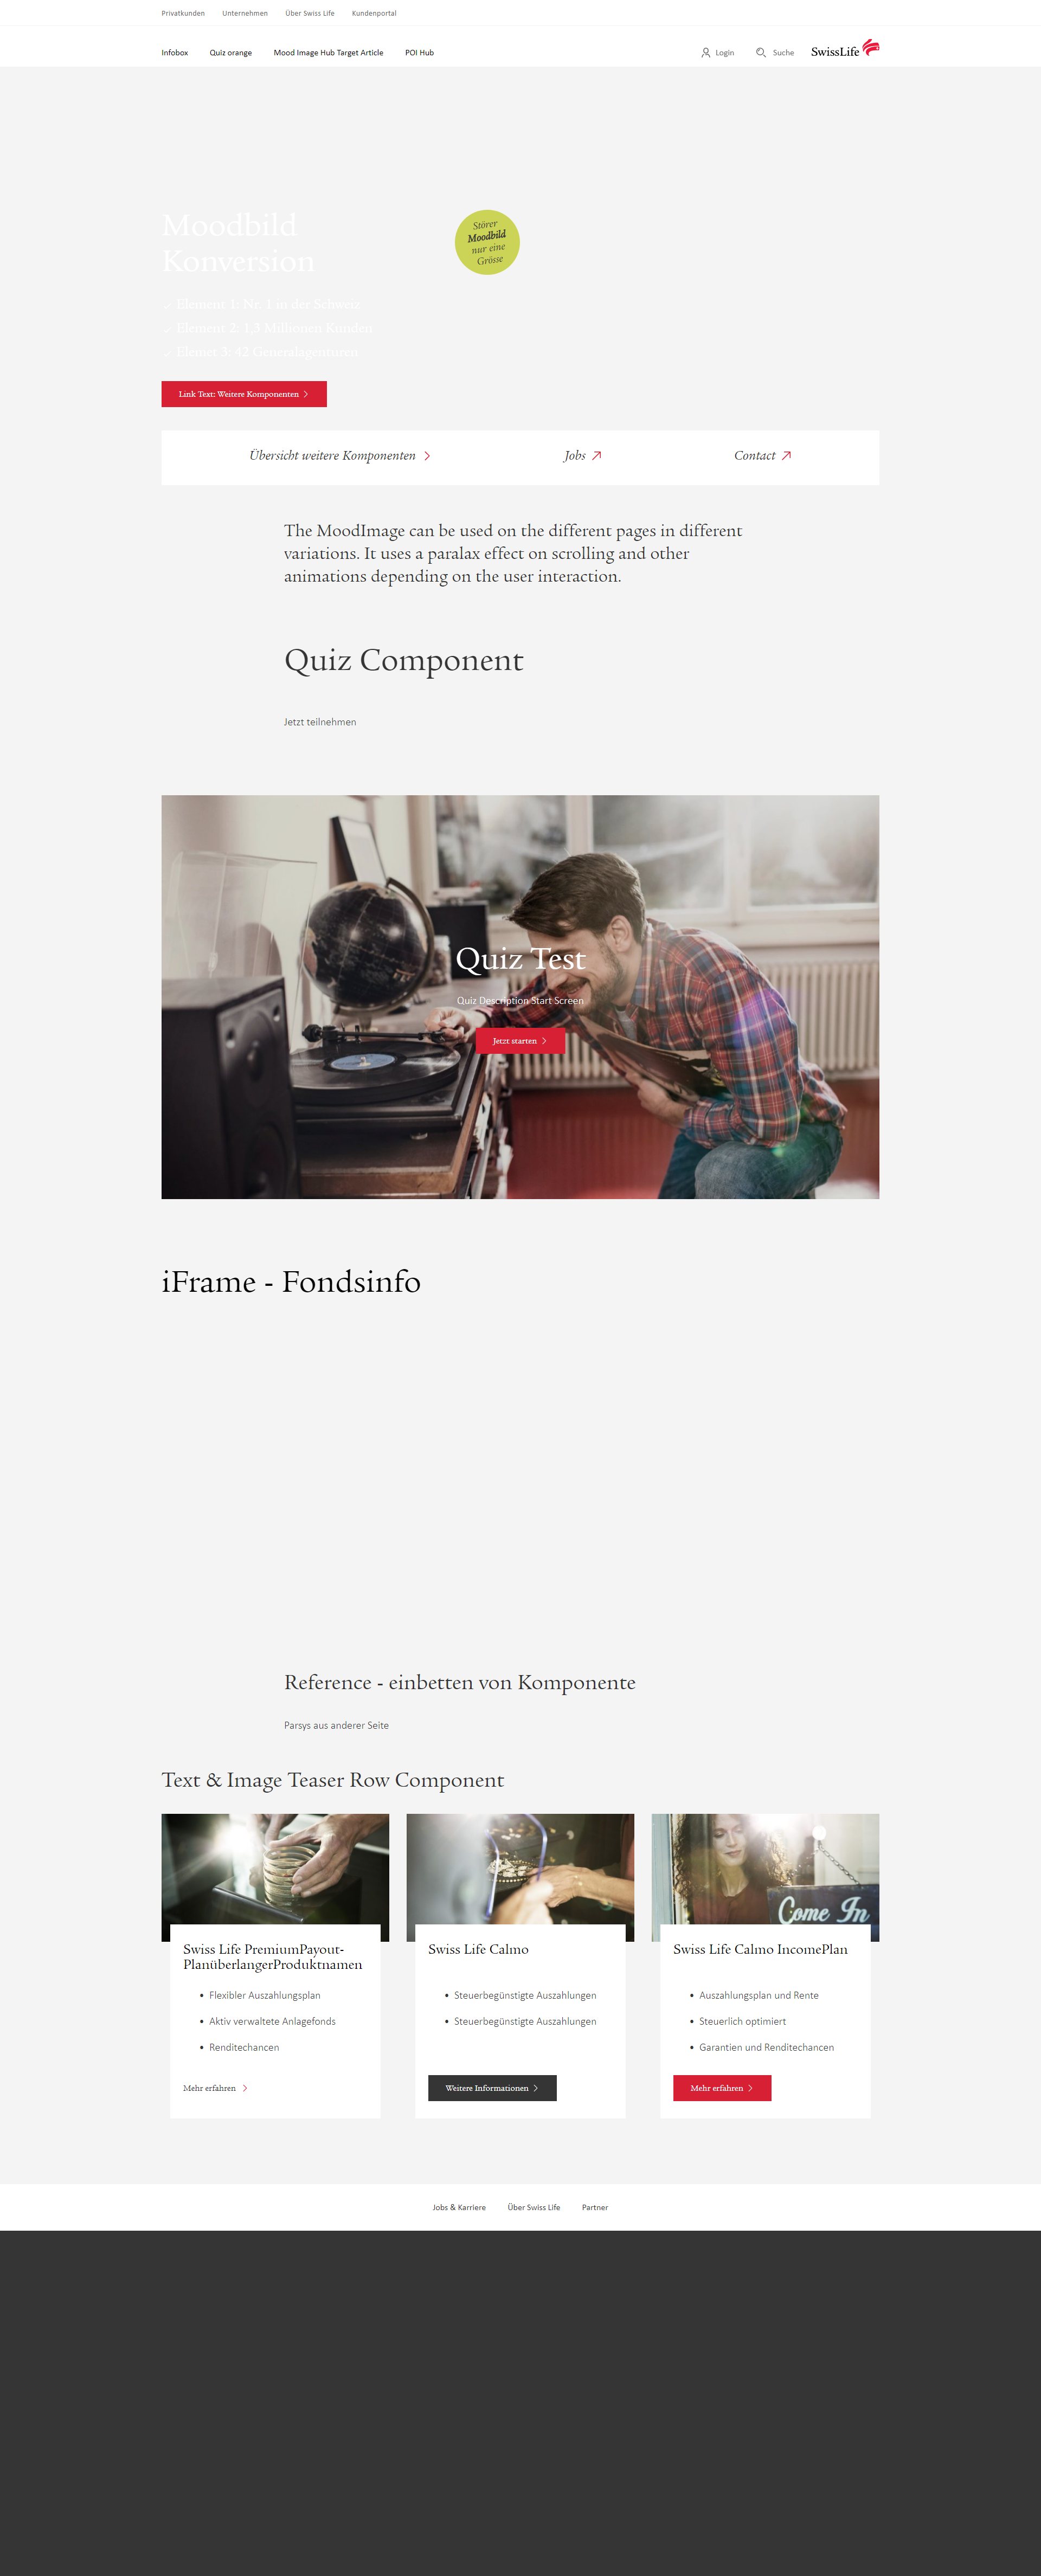 Privatkunden Unternehmen Über Swiss Life Kundenportal
Infobox Quiz orange Mood Image Hub Target Article POI Hub Login Suche SwissLife
Moodbild
Konversion
Störer
Moodbild
nur eine
Grösse
Element 1: Nr. 1 in der Schweiz
Element 2: 1,3 Millionen Kunden
Elemet 3: 42 Generalagenturen
Link Text: Weitere Komponenten
Übersicht weitere Komponenten Jobs Contact
The MoodImage can be used on the different pages in different
variations. It uses a paralax effect on scrolling and other
animations depending on the user interaction.
Quiz Component
Jetzt teilnehmen
Quiz Test
Quiz Description Start Screen
Jetzt starten
iFrame - Fondsinfo
Reference - einbetten von Komponente
Parsys aus anderer Seite
Text & Image Teaser Row Component
Come In
Swiss Life PremiumPayout-
PlanüberlangerProduktnamen
• Flexibler Auszahlungsplan
• Aktiv verwaltete Anlagefonds
• Renditechancen
Mehr erfahren
Swiss Life Calmo
• Steuerbegünstigte Auszahlungen
• Steuerbegünstigte Auszahlungen
Weitere Informationen
Swiss Life Calmo IncomePlan
• Auszahlungsplan und Rente
• Steuerlich optimiert
• Garantien und Renditechancen
Mehr erfahren
Jobs & Karriere Über Swiss Life Partner